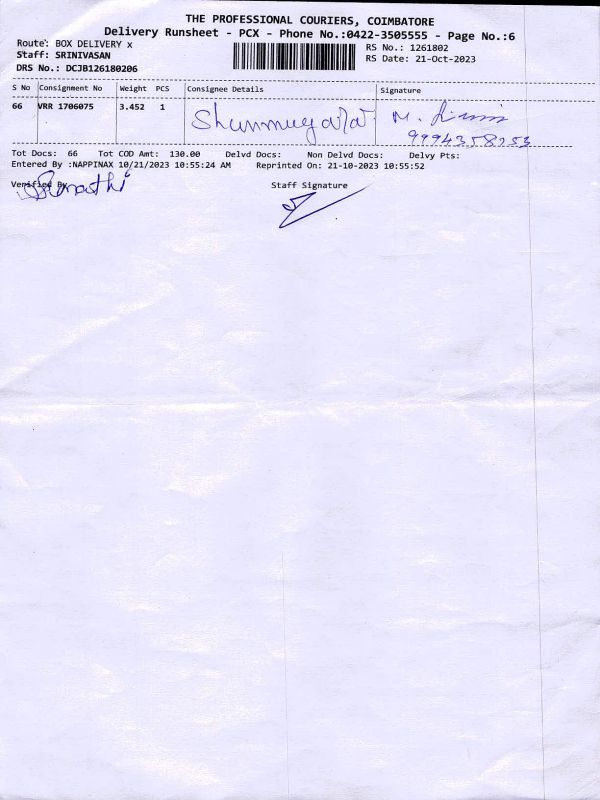 THE PROFESSIONAL COURIERS, COIMBATORE
Delivery Runsheet - PCX - Phone No.:0422-3505555 - Page No.:6
Route: BOX DELIVERY x
RS No.: 1261802
Staff: SRINIVASAN
RS Date: 21-Oct-2023
DRS No.: DCJB126180206
S No Consignment No Weight PCS Consignee Details Signature
66 VRR 1706075 3.452 1
Tot Docs: 66 Tot COD Amt: 130.00 Delvd Docs: Non Delvd Docs: Delvy Pts:
Entered By :NAPPINAX 10/21/2023 10:55:24 AM Reprinted On: 21-10-2023 10:55:52
Verified By
Staff Signature